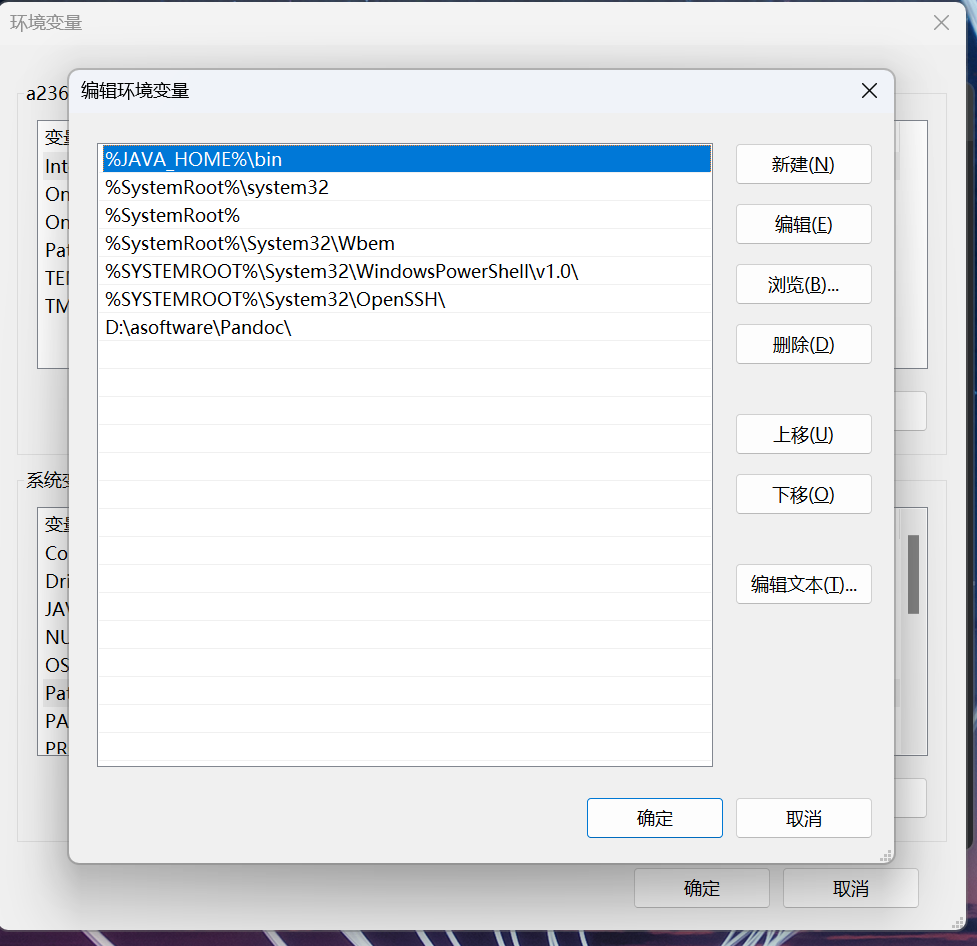 环境变量
a236
编辑环境变量
变量
Int
On
On
Pat
TE
TM
%JAVA_HOME%\bin
%SystemRoot%\system32
%SystemRoot%
%SystemRoot%\System32\Wbem
%SYSTEMROOT%\System32\WindowsPowerShell\v1.0\
%SYSTEMROOT%\System32\OpenSSH\
D:\asoftware\Pandoc\
新建(N)
编辑(E)
浏览(B)...
删除(D)
上移(U)
下移(O)
编辑文本(T)...
系统变
变量
Co
Dri
JAV
NU
OS
Pat
PA
PR
确定
取消
确定
取消